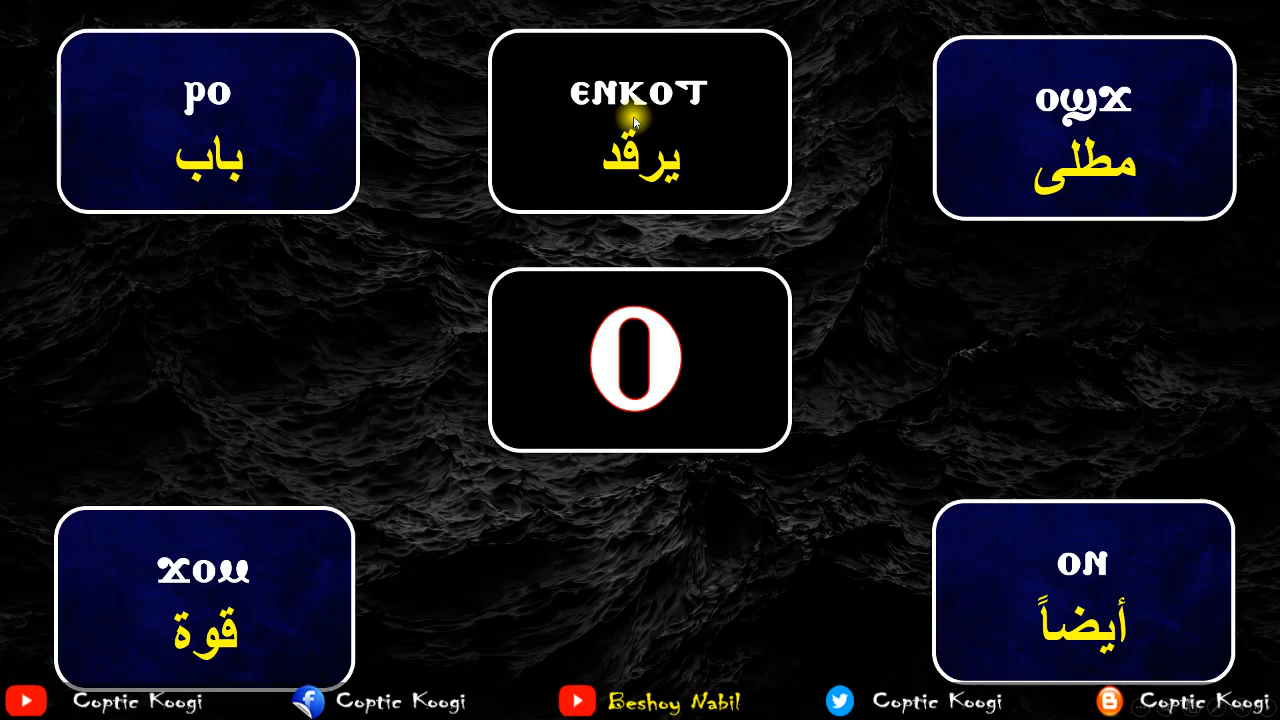 ⲣⲟ
باب
ⲉⲛⲕⲟⲧ
يرقد
ⲟϣϫ
مطلى
ⲟ
ϫⲟⲙ
قوة
ⲟⲛ
أيضاً
Coptic Koogi
Coptic Koogi
Beshoy Nabil
Coptic Koogi
Coptic Koogi